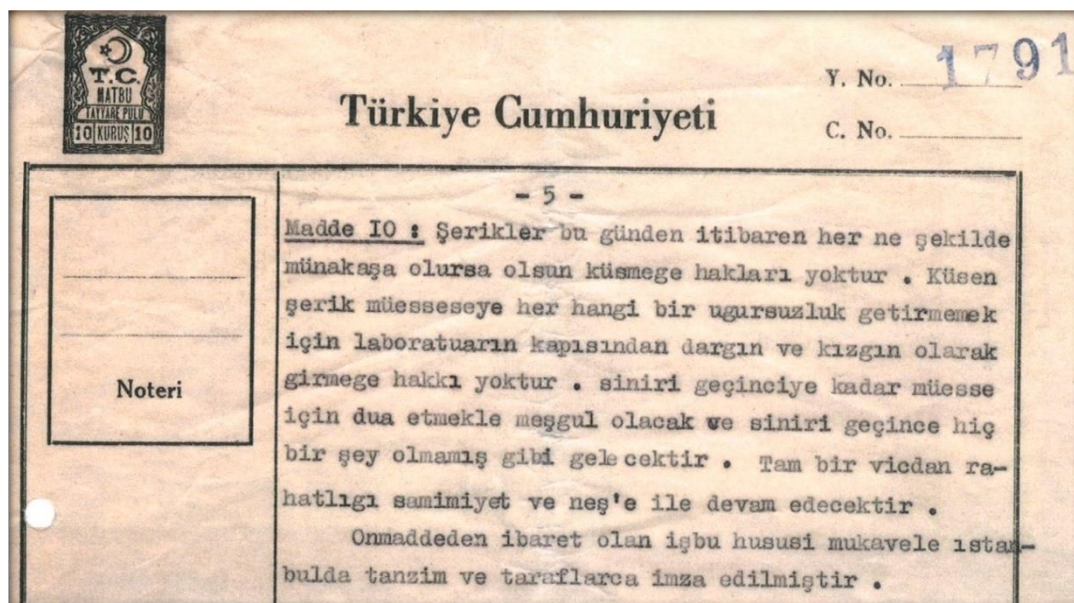 T.C.
MATBU
TAYYARE PULU
10 KURUŞ 10
Türkiye Cumhuriyeti
Y. No. 1791
C. No.
Noteri
- 5 -
Madde IO : Şerikler bu günden itibaren her ne şekilde
münakaşa olursa olsun küsmege hakları yoktur . Küsen
şerik müesseseye her hangi bir ugursuzluk getirmemek
için laboratuarın kapısından dargın ve kızgın olarak
girmege hakkı yoktur . siniri geçinciye kadar müesse
için dua etmekle meşgul olacak ve siniri geçince hiç
bir şey olmamış gibi gelecektir . Tam bir vicdan ra-
hatlıgı samimiyet ve neş'e ile devam edecektir .
Onmaddeden ibaret olan işbu hususi mukavele ıstan-
bulda tanzim ve taraflarca imza edilmiştir .